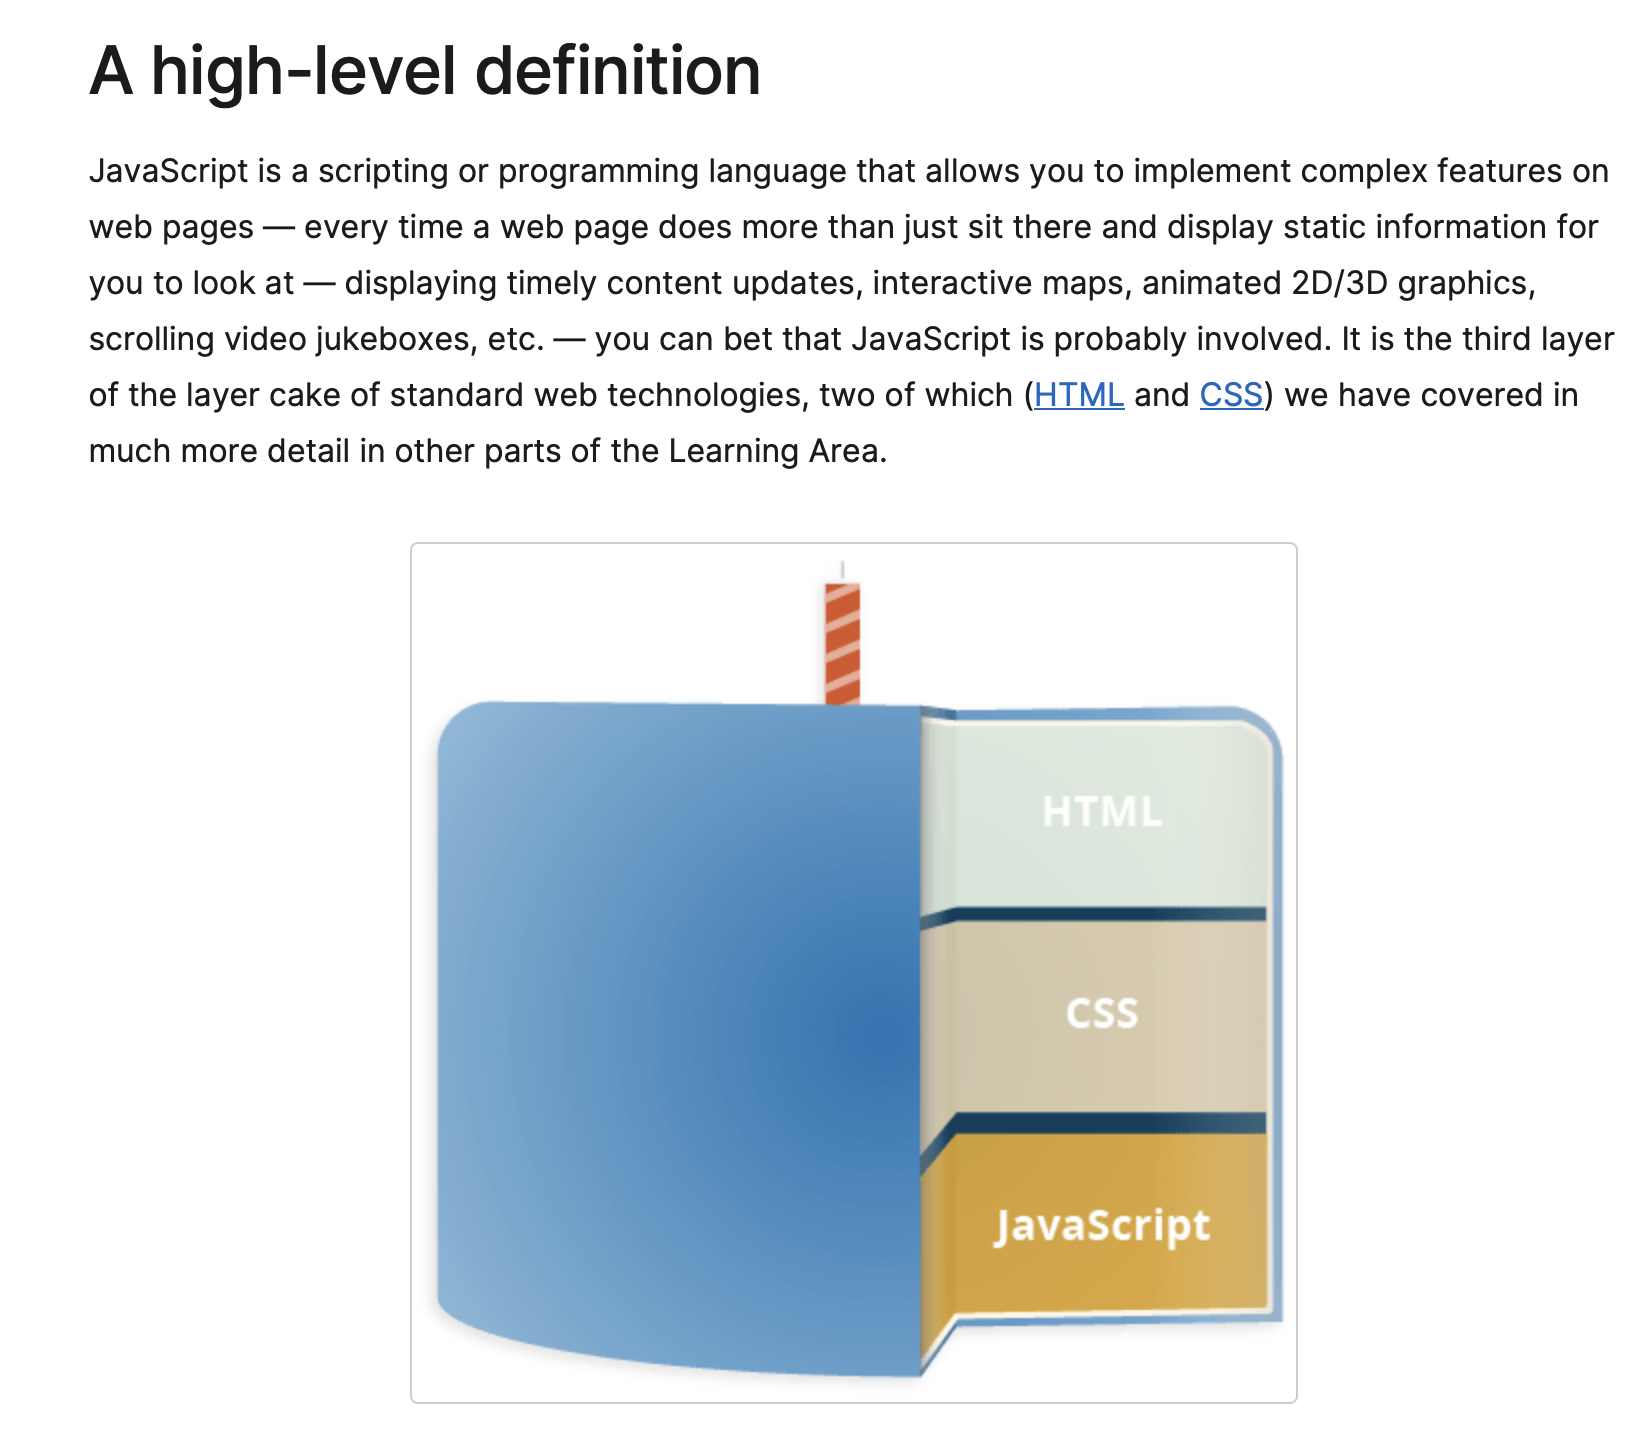 A high-level definition
JavaScript is a scripting or programming language that allows you to implement complex features on
web pages — every time a web page does more than just sit there and display static information for
you to look at — displaying timely content updates, interactive maps, animated 2D/3D graphics,
scrolling video jukeboxes, etc. — you can bet that JavaScript is probably involved. It is the third layer
of the layer cake of standard web technologies, two of which (HTML and CSS) we have covered in
much more detail in other parts of the Learning Area.
HTML
CSS
JavaScript